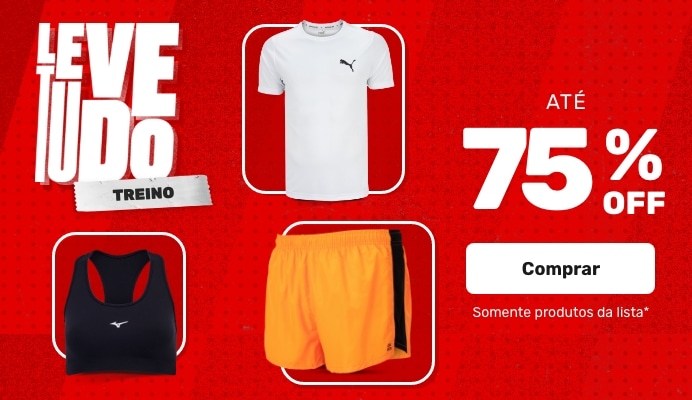 LEVE
TUDO
TREINO
ATÉ
75%
OFF
Comprar
Somente produtos da lista*